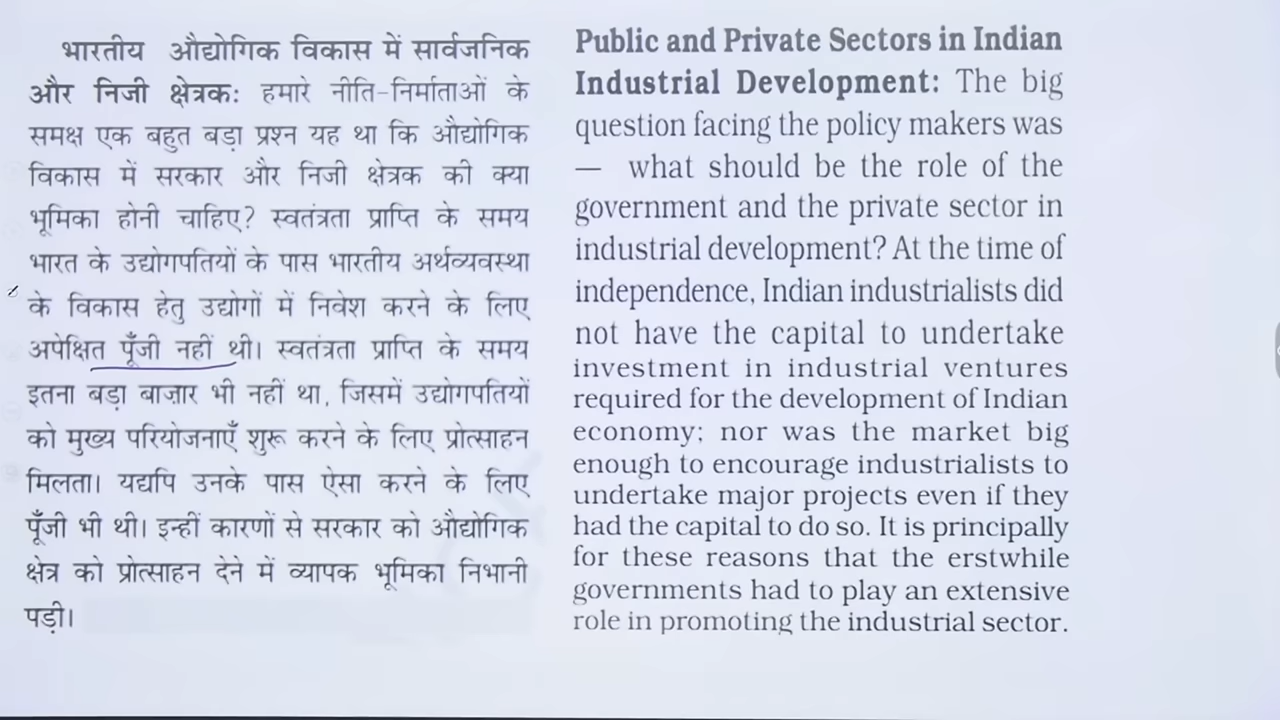 भारतीय औद्योगिक विकास में सार्वजनिक
और निजी क्षेत्रक: हमारे नीति-निर्माताओं के
समक्ष एक बहुत बड़ा प्रश्न यह था कि औद्योगिक
विकास में सरकार और निजी क्षेत्रक की क्या
भूमिका होनी चाहिए? स्वतंत्रता प्राप्ति के समय
भारत के उद्योगपतियों के पास भारतीय अर्थव्यवस्था
के विकास हेतु उद्योगों में निवेश करने के लिए
अपेक्षित पूँजी नहीं थी। स्वतंत्रता प्राप्ति के समय
इतना बड़ा बाज़ार भी नहीं था, जिसमें उद्योगपतियों
को मुख्य परियोजनाएँ शुरू करने के लिए प्रोत्साहन
मिलता। यद्यपि उनके पास ऐसा करने के लिए
पूँजी भी थी। इन्हीं कारणों से सरकार को औद्योगिक
क्षेत्र को प्रोत्साहन देने में व्यापक भूमिका निभानी
पड़ी।
Public and Private Sectors in Indian
Industrial Development: The big
question facing the policy makers was
— what should be the role of the
government and the private sector in
industrial development? At the time of
independence, Indian industrialists did
not have the capital to undertake
investment in industrial ventures
required for the development of Indian
economy; nor was the market big
enough to encourage industrialists to
undertake major projects even if they
had the capital to do so. It is principally
for these reasons that the erstwhile
governments had to play an extensive
role in promoting the industrial sector.